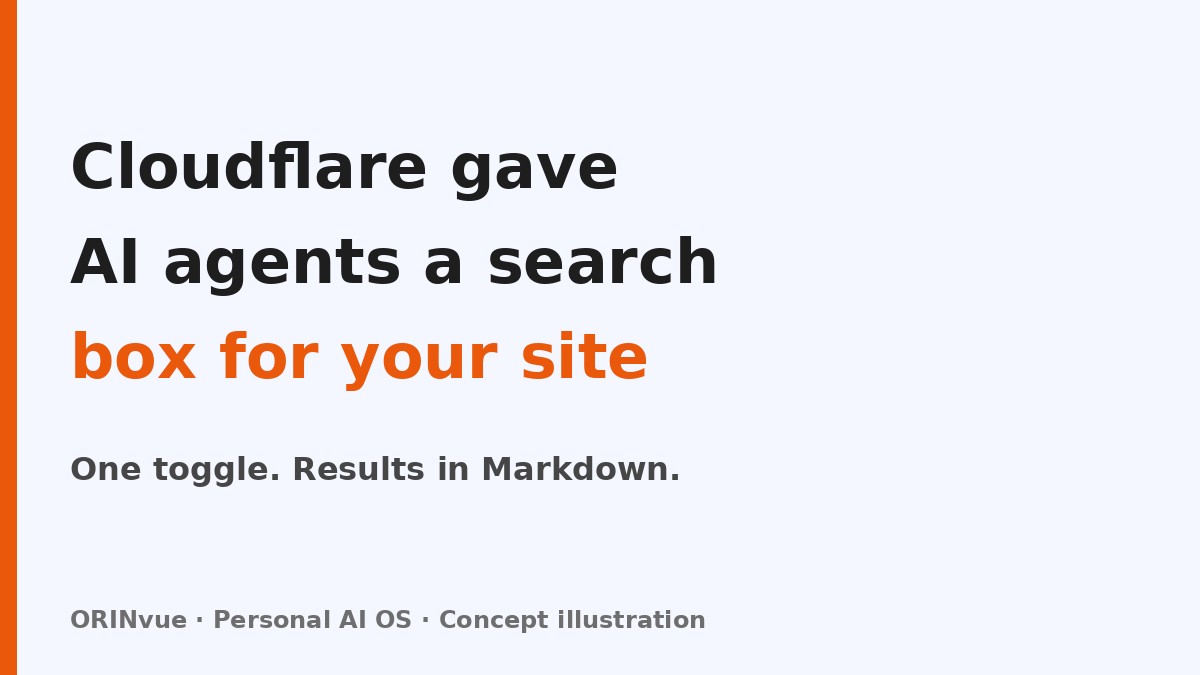 Cloudflare gave
AI agents a search
box for your site
One toggle. Results in Markdown.
ORINvue · Personal AI OS · Concept illustration